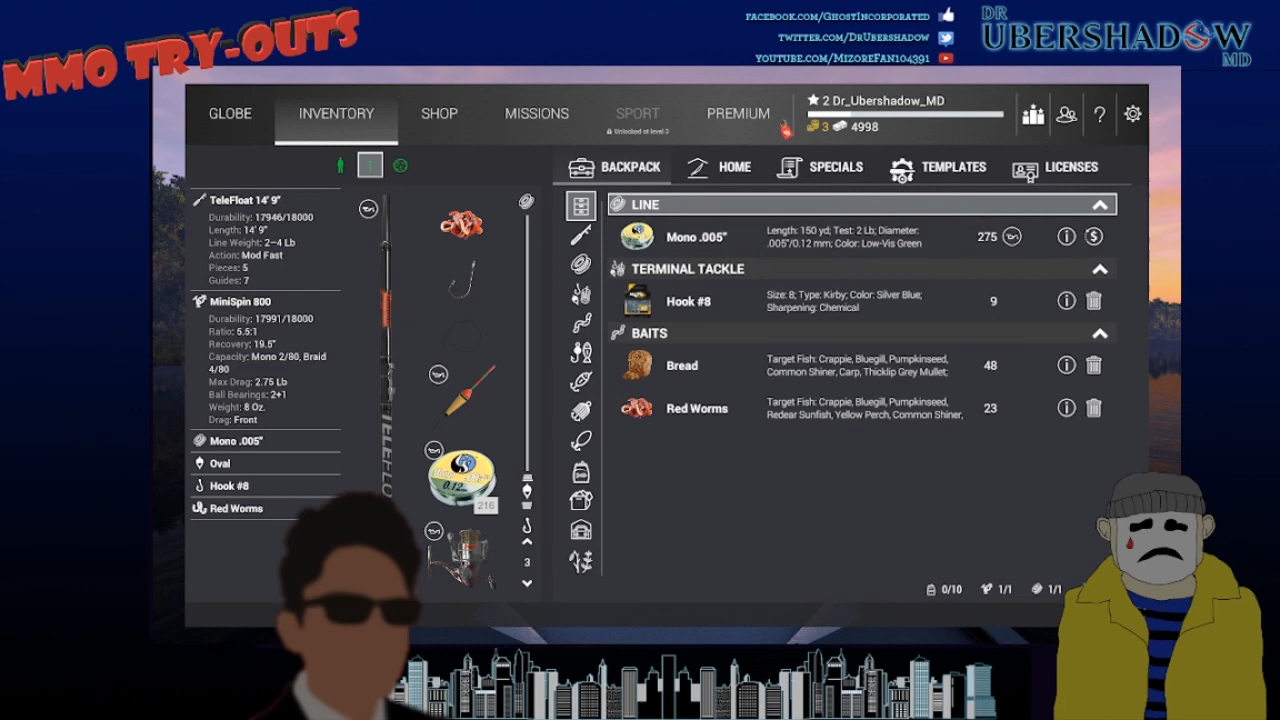 MMO TRY-OUTS
facebook.com/GhostIncorporated
twitter.com/DrUbershadow
youtube.com/MizoreFan104391
DR
UBERSHADOW
MD
GLOBE
INVENTORY
SHOP
MISSIONS
SPORT
Unlocked at level 3
PREMIUM
2 Dr_Ubershadow_MD
3 4998
?
1
BACKPACK
HOME
SPECIALS
TEMPLATES
LICENSES
TeleFloat 14' 9"
Durability: 17946/18000
Length: 14' 9"
Line Weight: 2–4 Lb
Action: Mod Fast
Pieces: 5
Guides: 7
MiniSpin 800
Durability: 17991/18000
Ratio: 5.5:1
Recovery: 19.5"
Capacity: Mono 2/80, Braid
4/80
Max Drag: 2.75 Lb
Ball Bearings: 2+1
Weight: 8 Oz.
Drag: Front
Mono .005"
Oval
Hook #8
Red Worms
TELEFLO
0.12
216
3
LINE
Mono .005"
Length: 150 yd; Test: 2 Lb; Diameter:
.005"/0.12 mm; Color: Low-Vis Green
275
TERMINAL TACKLE
Hook #8
Size: 8; Type: Kirby; Color: Silver Blue;
Sharpening: Chemical
9
BAITS
Bread
Target Fish: Crappie, Bluegill, Pumpkinseed,
Common Shiner, Carp, Thicklip Grey Mullet;
48
Red Worms
Target Fish: Crappie, Bluegill, Pumpkinseed,
Redear Sunfish, Yellow Perch, Common Shiner,
23
0/10 1/1 1/1